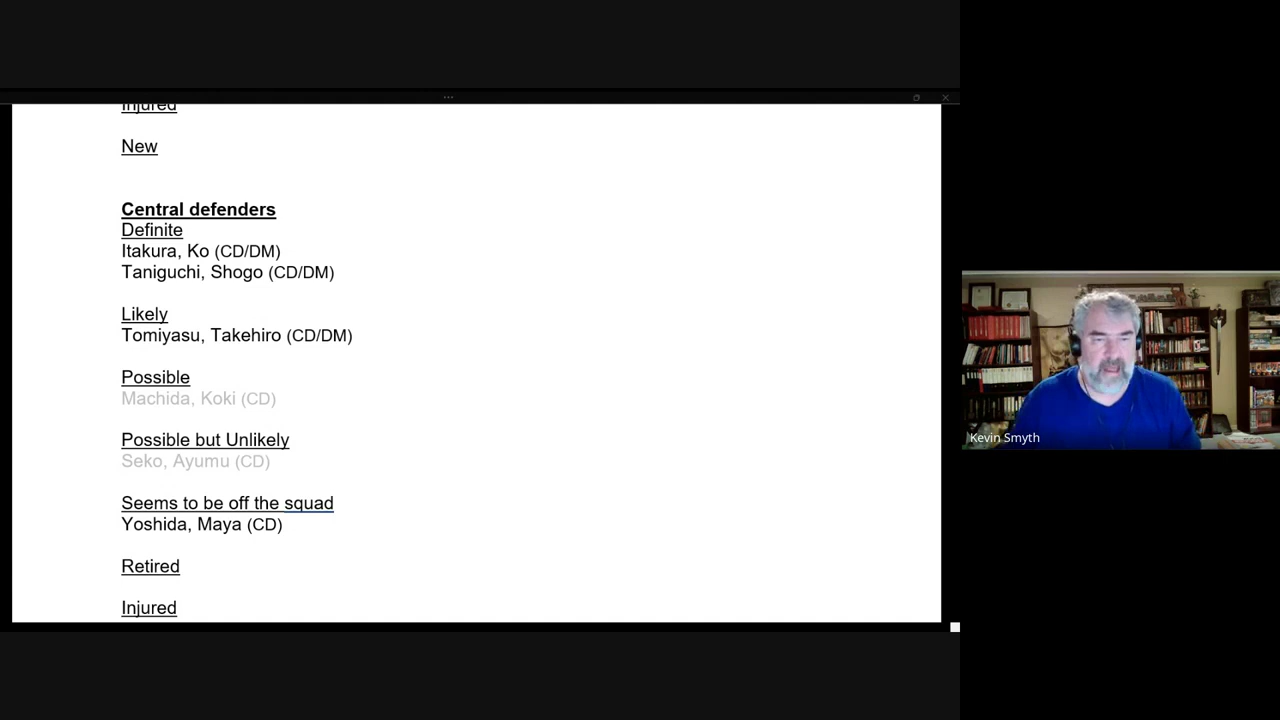 Injured
New
Central defenders
Definite
Itakura, Ko (CD/DM)
Taniguchi, Shogo (CD/DM)
Likely
Tomiyasu, Takehiro (CD/DM)
Possible
Machida, Koki (CD)
Possible but Unlikely
Seko, Ayumu (CD)
Seems to be off the squad
Yoshida, Maya (CD)
Retired
Injured
Kevin Smyth